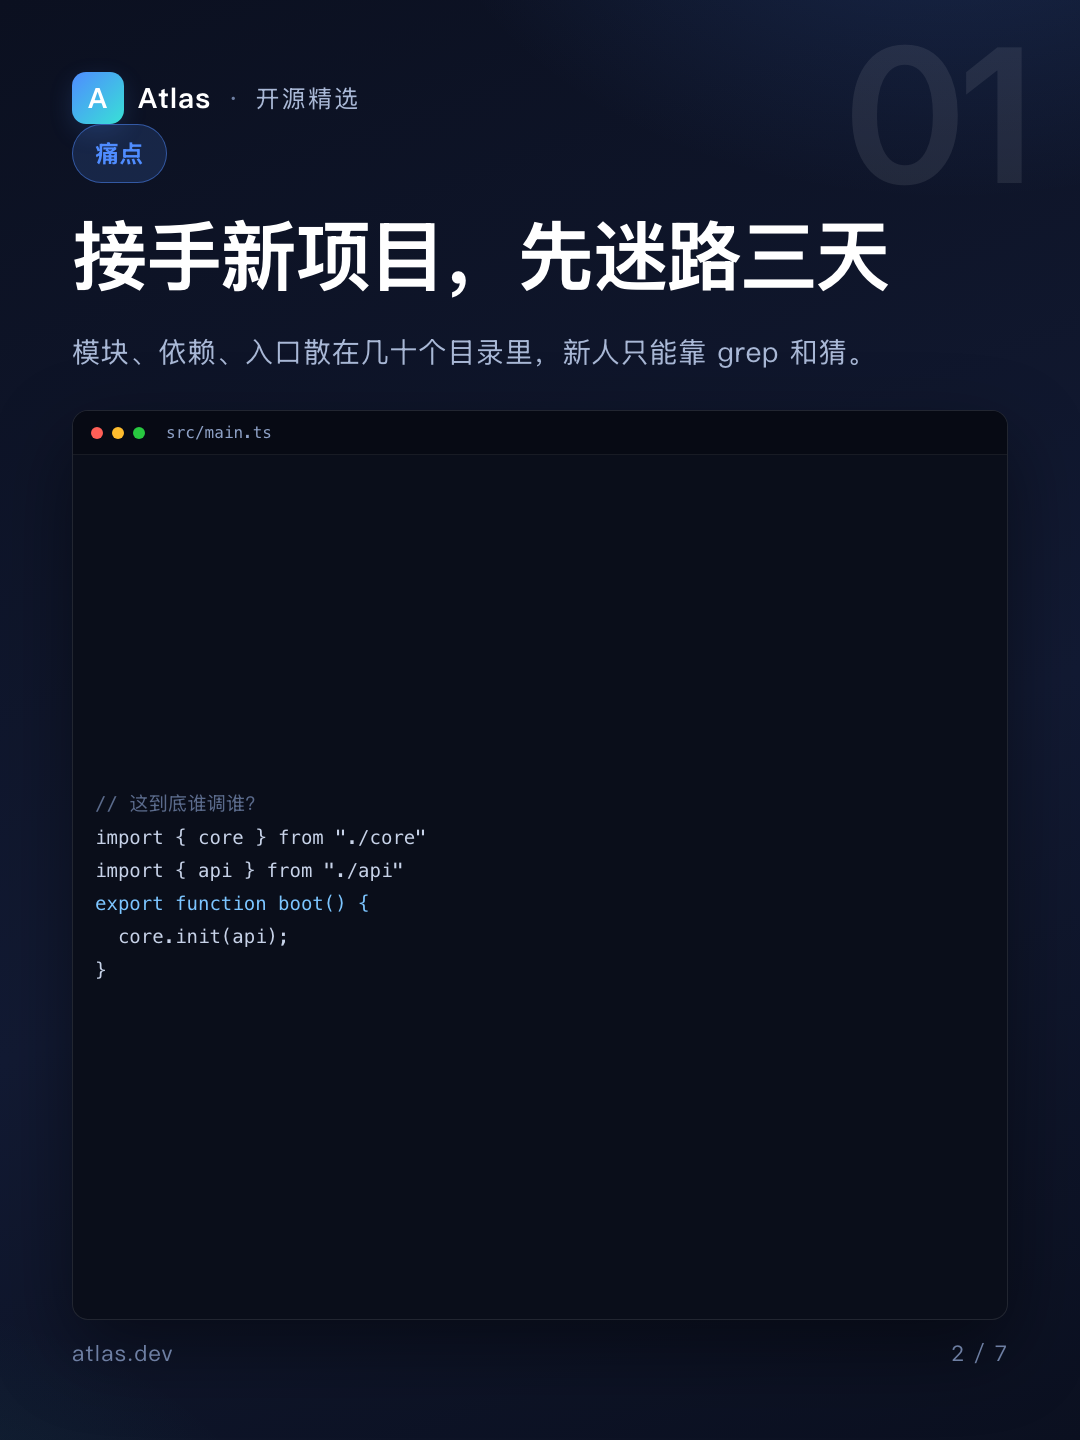 01
A Atlas · 开源精选
痛点
接手新项目，先迷路三天
模块、依赖、入口散在几十个目录里，新人只能靠 grep 和猜。
src/main.ts
// 这到底谁调谁？
import { core } from "./core"
import { api } from "./api"
export function boot() {
  core.init(api);
}
atlas.dev
2 / 7